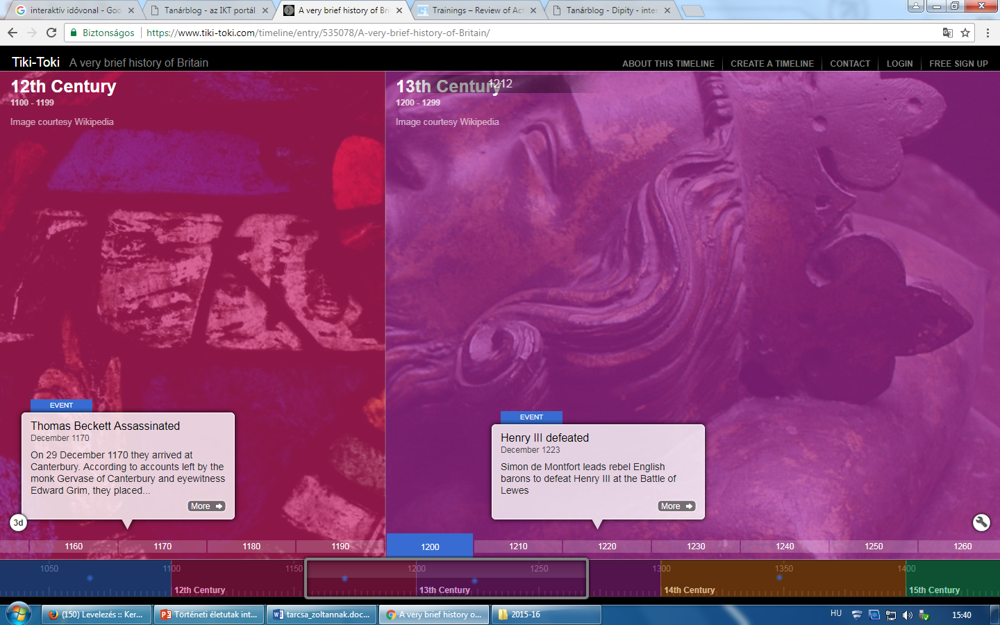 interaktív idővonal - Goo
Tanárblog - az IKT portál
A very brief history of Bri
Trainings – Review of Act
Tanárblog - Dipity - inter
Biztonságos
https://www.tiki-toki.com/timeline/entry/535078/A-very-brief-history-of-Britain/
Tiki-Toki A very brief history of Britain
ABOUT THIS TIMELINE
CREATE A TIMELINE
CONTACT
LOGIN
FREE SIGN UP
12th Century
1100 - 1199
Image courtesy Wikipedia
13th Century
1212
1200 - 1299
Image courtesy Wikipedia
EVENT
Thomas Beckett Assassinated
December 1170
On 29 December 1170 they arrived at
Canterbury. According to accounts left by the
monk Gervase of Canterbury and eyewitness
Edward Grim, they placed...
More
EVENT
Henry III defeated
December 1223
Simon de Montfort leads rebel English
barons to defeat Henry III at the Battle of
Lewes
More
3d
1160 1170 1180 1190 1200 1210 1220 1230 1240 1250 1260
1050 1100 1150 1200 1250 1300 1350 1400
12th Century 13th Century 14th Century 15th Century
(150) Levelezés :: Ker...
Történeti életutak int...
tarcsa_zoltannak.doc...
A very brief history o...
2015-16
HU
15:40